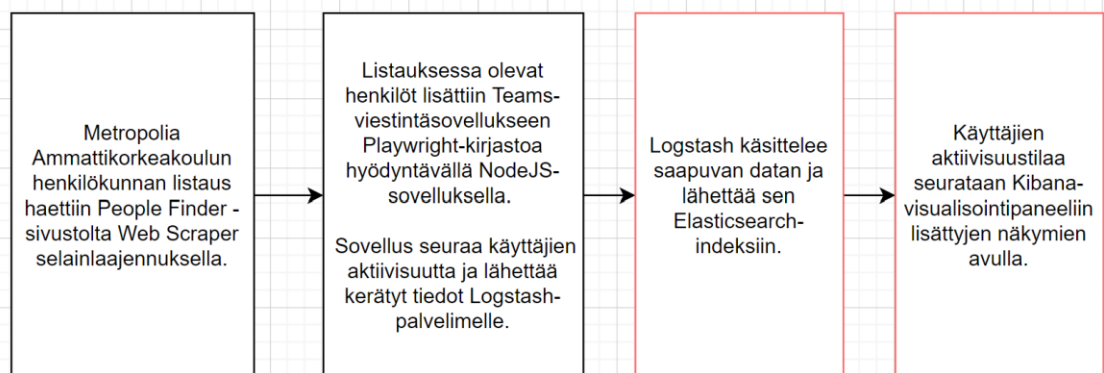 Metropolia
Ammattikorkeakoulun
henkilökunnan listaus
haettiin People Finder -
sivustolta Web Scraper
selainlaajennuksella.
Listauksessa olevat
henkilöt lisättiin Teams-
viestintäsovellukseen
Playwright-kirjastoa
hyödyntävällä NodeJS-
sovelluksella.
Sovellus seuraa käyttäjien
aktiivisuutta ja lähettää
kerätyt tiedot Logstash-
palvelimelle.
Logstash käsittelee
saapuvan datan ja
lähettää sen
Elasticsearch-
indeksiin.
Käyttäjien
aktiivisuustilaa
seurataan Kibana-
visualisointipaneeliin
lisättyjen näkymien
avulla.